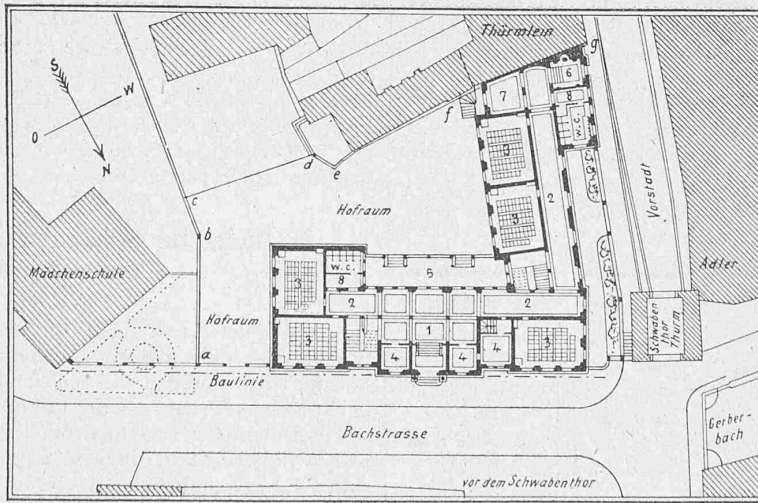 Thürmlein
g
S
W
O
N
7
6
8
W.C.
f
3
d
e
3
2
c
Hofraum
b
Vorstadt
Mädchenschule
Adler
3
W.C.
8
5
2
2
Hofraum
3
4
1
4
4
3
Schwaben
thor
Thurm
a
Baulinie
Bachstrasse
Gerber-
bach
vor dem Schwabenthor